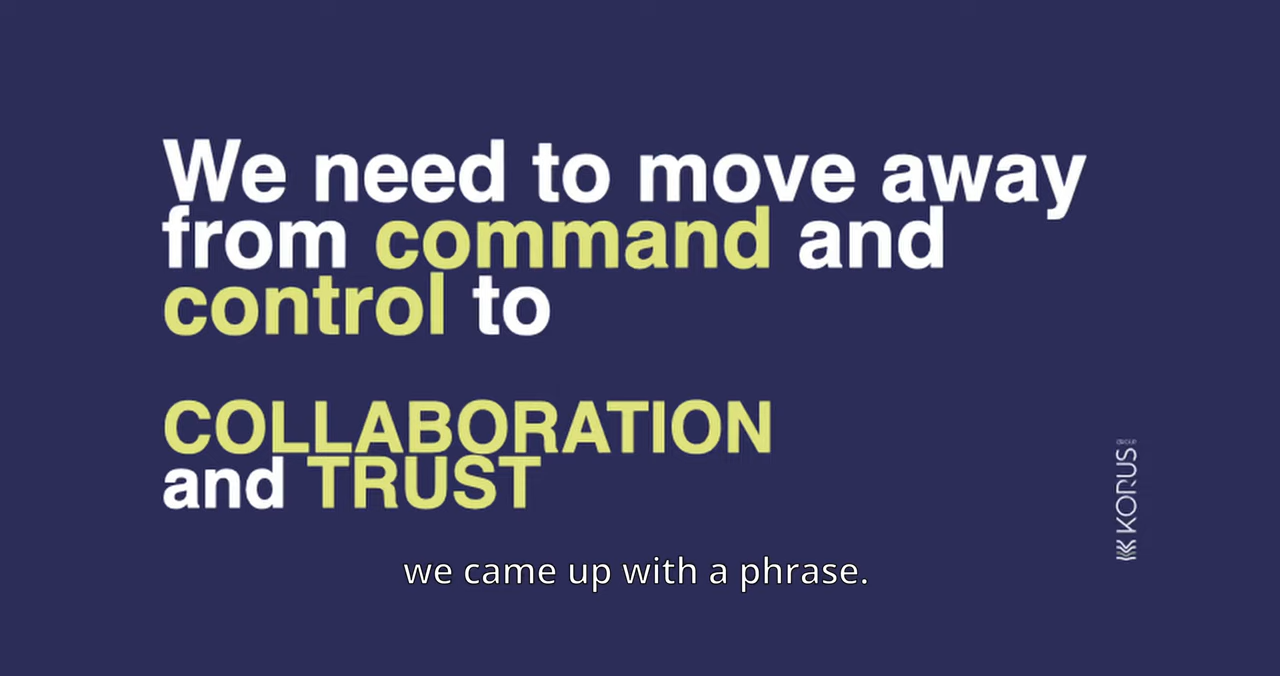 We need to move away
from command and
control to
COLLABORATION
and TRUST
KORUS
GROUP
we came up with a phrase.